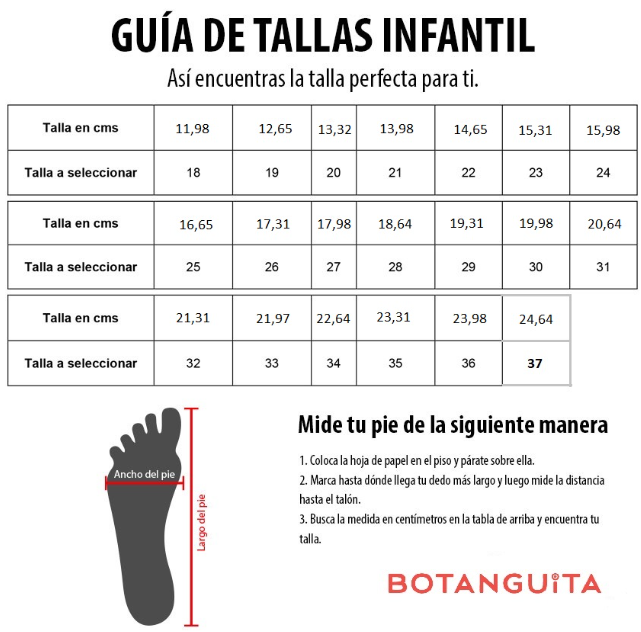 GUÍA DE TALLAS INFANTIL
Así encuentras la talla perfecta para ti.
Talla en cms 11,98 12,65 13,32 13,98 14,65 15,31 15,98
Talla a seleccionar 18 19 20 21 22 23 24
Talla en cms 16,65 17,31 17,98 18,64 19,31 19,98 20,64
Talla a seleccionar 25 26 27 28 29 30 31
Talla en cms 21,31 21,97 22,64 23,31 23,98 24,64
Talla a seleccionar 32 33 34 35 36 37
Ancho del pie
Largo del pie
Mide tu pie de la siguiente manera
1. Coloca la hoja de papel en el piso y párate sobre ella.
2. Marca hasta dónde llega tu dedo más largo y luego mide la distancia
hasta el talón.
3. Busca la medida en centímetros en la tabla de arriba y encuentra tu
talla.
BOTANGUiTA